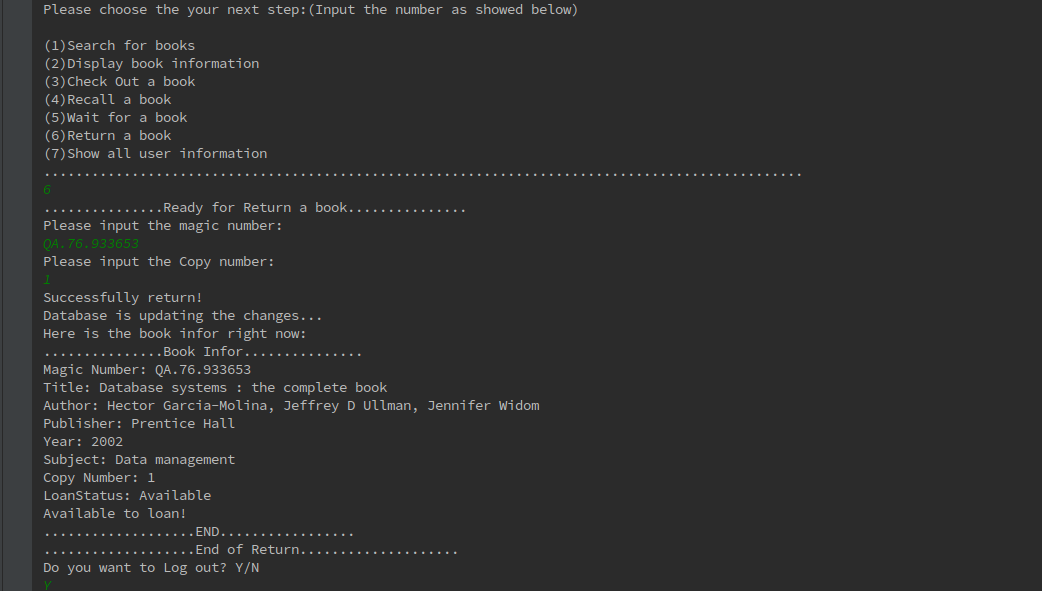 Please choose the your next step:(Input the number as showed below)
(1)Search for books
(2)Display book information
(3)Check Out a book
(4)Recall a book
(5)Wait for a book
(6)Return a book
(7)Show all user information
...............................................................................................
6
...............Ready for Return a book...............
Please input the magic number:
QA.76.933653
Please input the Copy number:
1
Successfully return!
Database is updating the changes...
Here is the book infor right now:
...............Book Infor...............
Magic Number: QA.76.933653
Title: Database systems : the complete book
Author: Hector Garcia-Molina, Jeffrey D Ullman, Jennifer Widom
Publisher: Prentice Hall
Year: 2002
Subject: Data management
Copy Number: 1
LoanStatus: Available
Available to loan!
...................END.................
...................End of Return....................
Do you want to Log out? Y/N
y